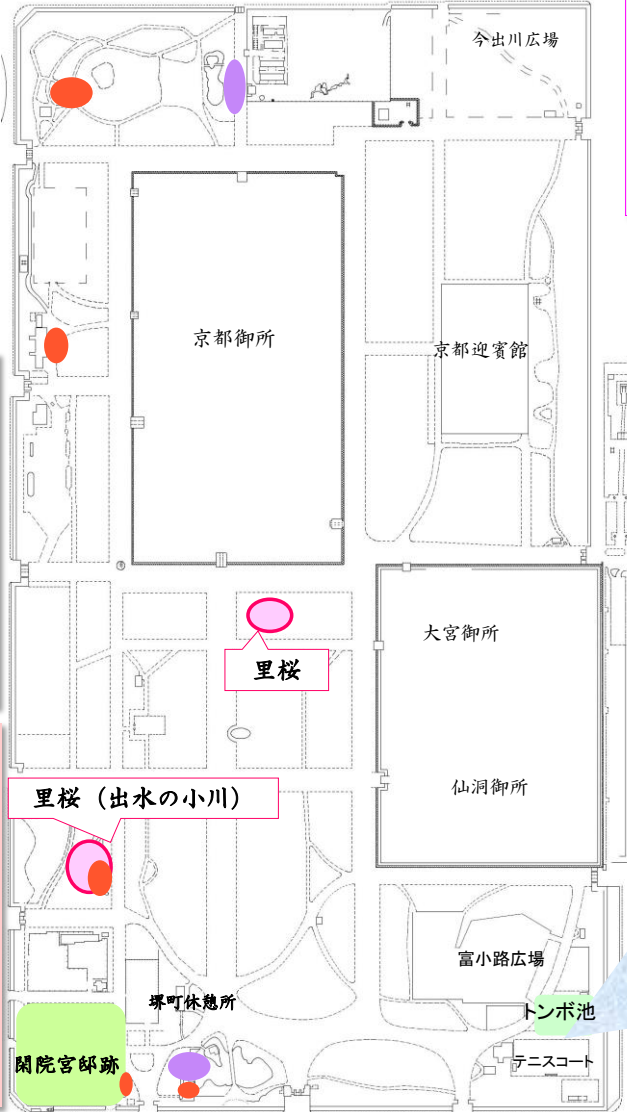 今出川広場
京都御所
京都迎賓館
大宮御所
里桜
仙洞御所
里桜（出水の小川）
富小路広場
堺町休憩所
トンボ池
閑院宮邸跡
テニスコート